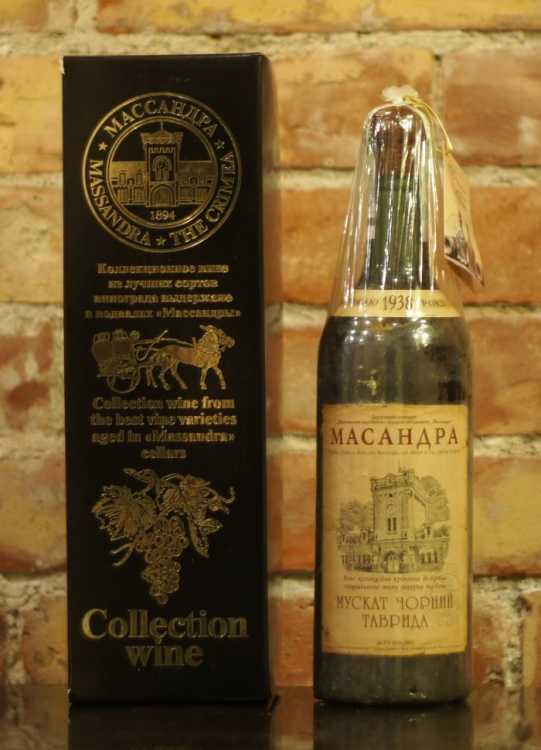 МАССАНДРА
MASSANDRA ★ THE CRIMEA
1894
Коллекционное вино
из лучших сортов
винограда выдержано
в подвалах «Массандры»
Collection wine from
the best vine varieties
aged in «Massandra»
cellars
Collection
wine
1938
МАСАНДРА
МУСКАТ ЧОРНИЙ
ТАВРИДА